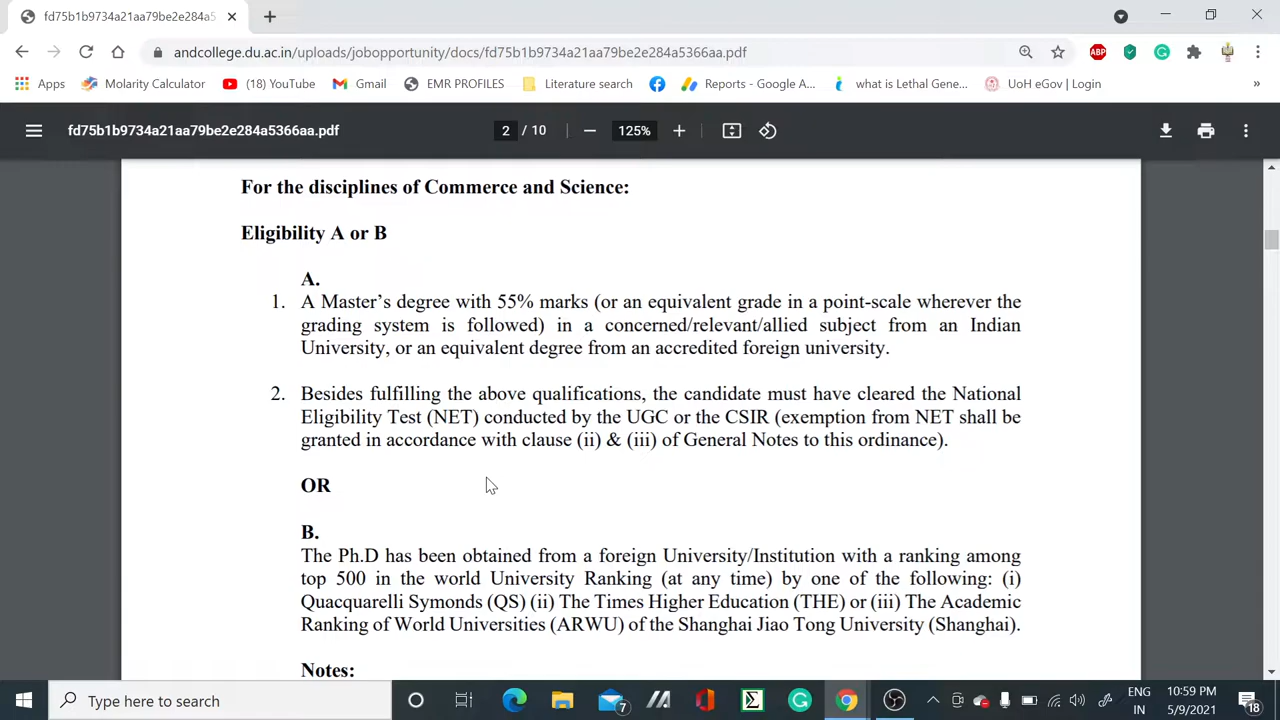 fd75b1b9734a21aa79be2e284a5
andcollege.du.ac.in/uploads/jobopportunity/docs/fd75b1b9734a21aa79be2e284a5366aa.pdf
ABP
Apps Molarity Calculator (18) YouTube Gmail EMR PROFILES Literature search Reports - Google A... what is Lethal Gene... UoH eGov | Login »
fd75b1b9734a21aa79be2e284a5366aa.pdf 2 / 10 125%
For the disciplines of Commerce and Science:
Eligibility A or B
A.
1. A Master’s degree with 55% marks (or an equivalent grade in a point-scale wherever the
grading system is followed) in a concerned/relevant/allied subject from an Indian
University, or an equivalent degree from an accredited foreign university.
2. Besides fulfilling the above qualifications, the candidate must have cleared the National
Eligibility Test (NET) conducted by the UGC or the CSIR (exemption from NET shall be
granted in accordance with clause (ii) & (iii) of General Notes to this ordinance).
OR
B.
The Ph.D has been obtained from a foreign University/Institution with a ranking among
top 500 in the world University Ranking (at any time) by one of the following: (i)
Quacquarelli Symonds (QS) (ii) The Times Higher Education (THE) or (iii) The Academic
Ranking of World Universities (ARWU) of the Shanghai Jiao Tong University (Shanghai).
Notes:
Type here to search 7 ENG 10:59 PM
IN 5/9/2021 18